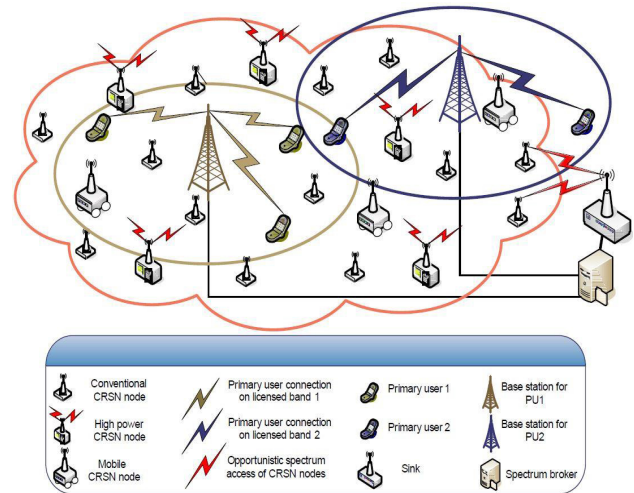 Conventional
CRSN node
Primary user connection
on licensed band 1
Primary user 1
Base station for
PU1
High power
CRSN node
Primary user connection
on licensed band 2
Primary user 2
Base station for
PU2
Mobile
CRSN node
Opportunistic spectrum
access of CRSN nodes
Sink
Spectrum broker